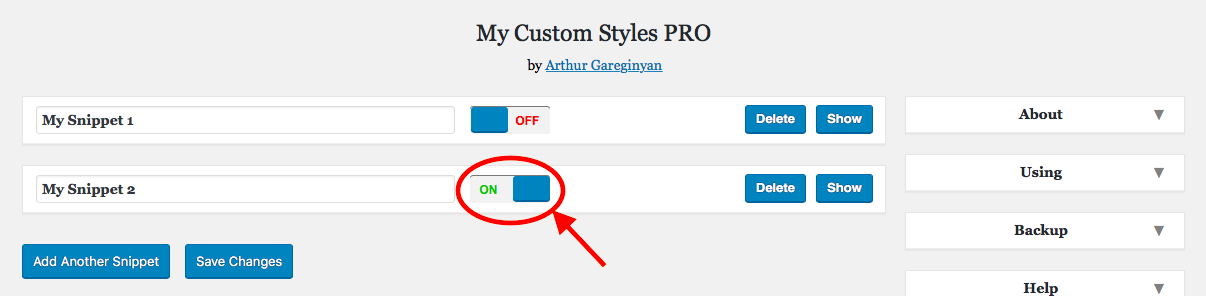 My Custom Styles PRO
by Arthur Gareginyan
My Snippet 1 OFF Delete Show
My Snippet 2 ON Delete Show
Add Another Snippet Save Changes
About
Using
Backup
Help